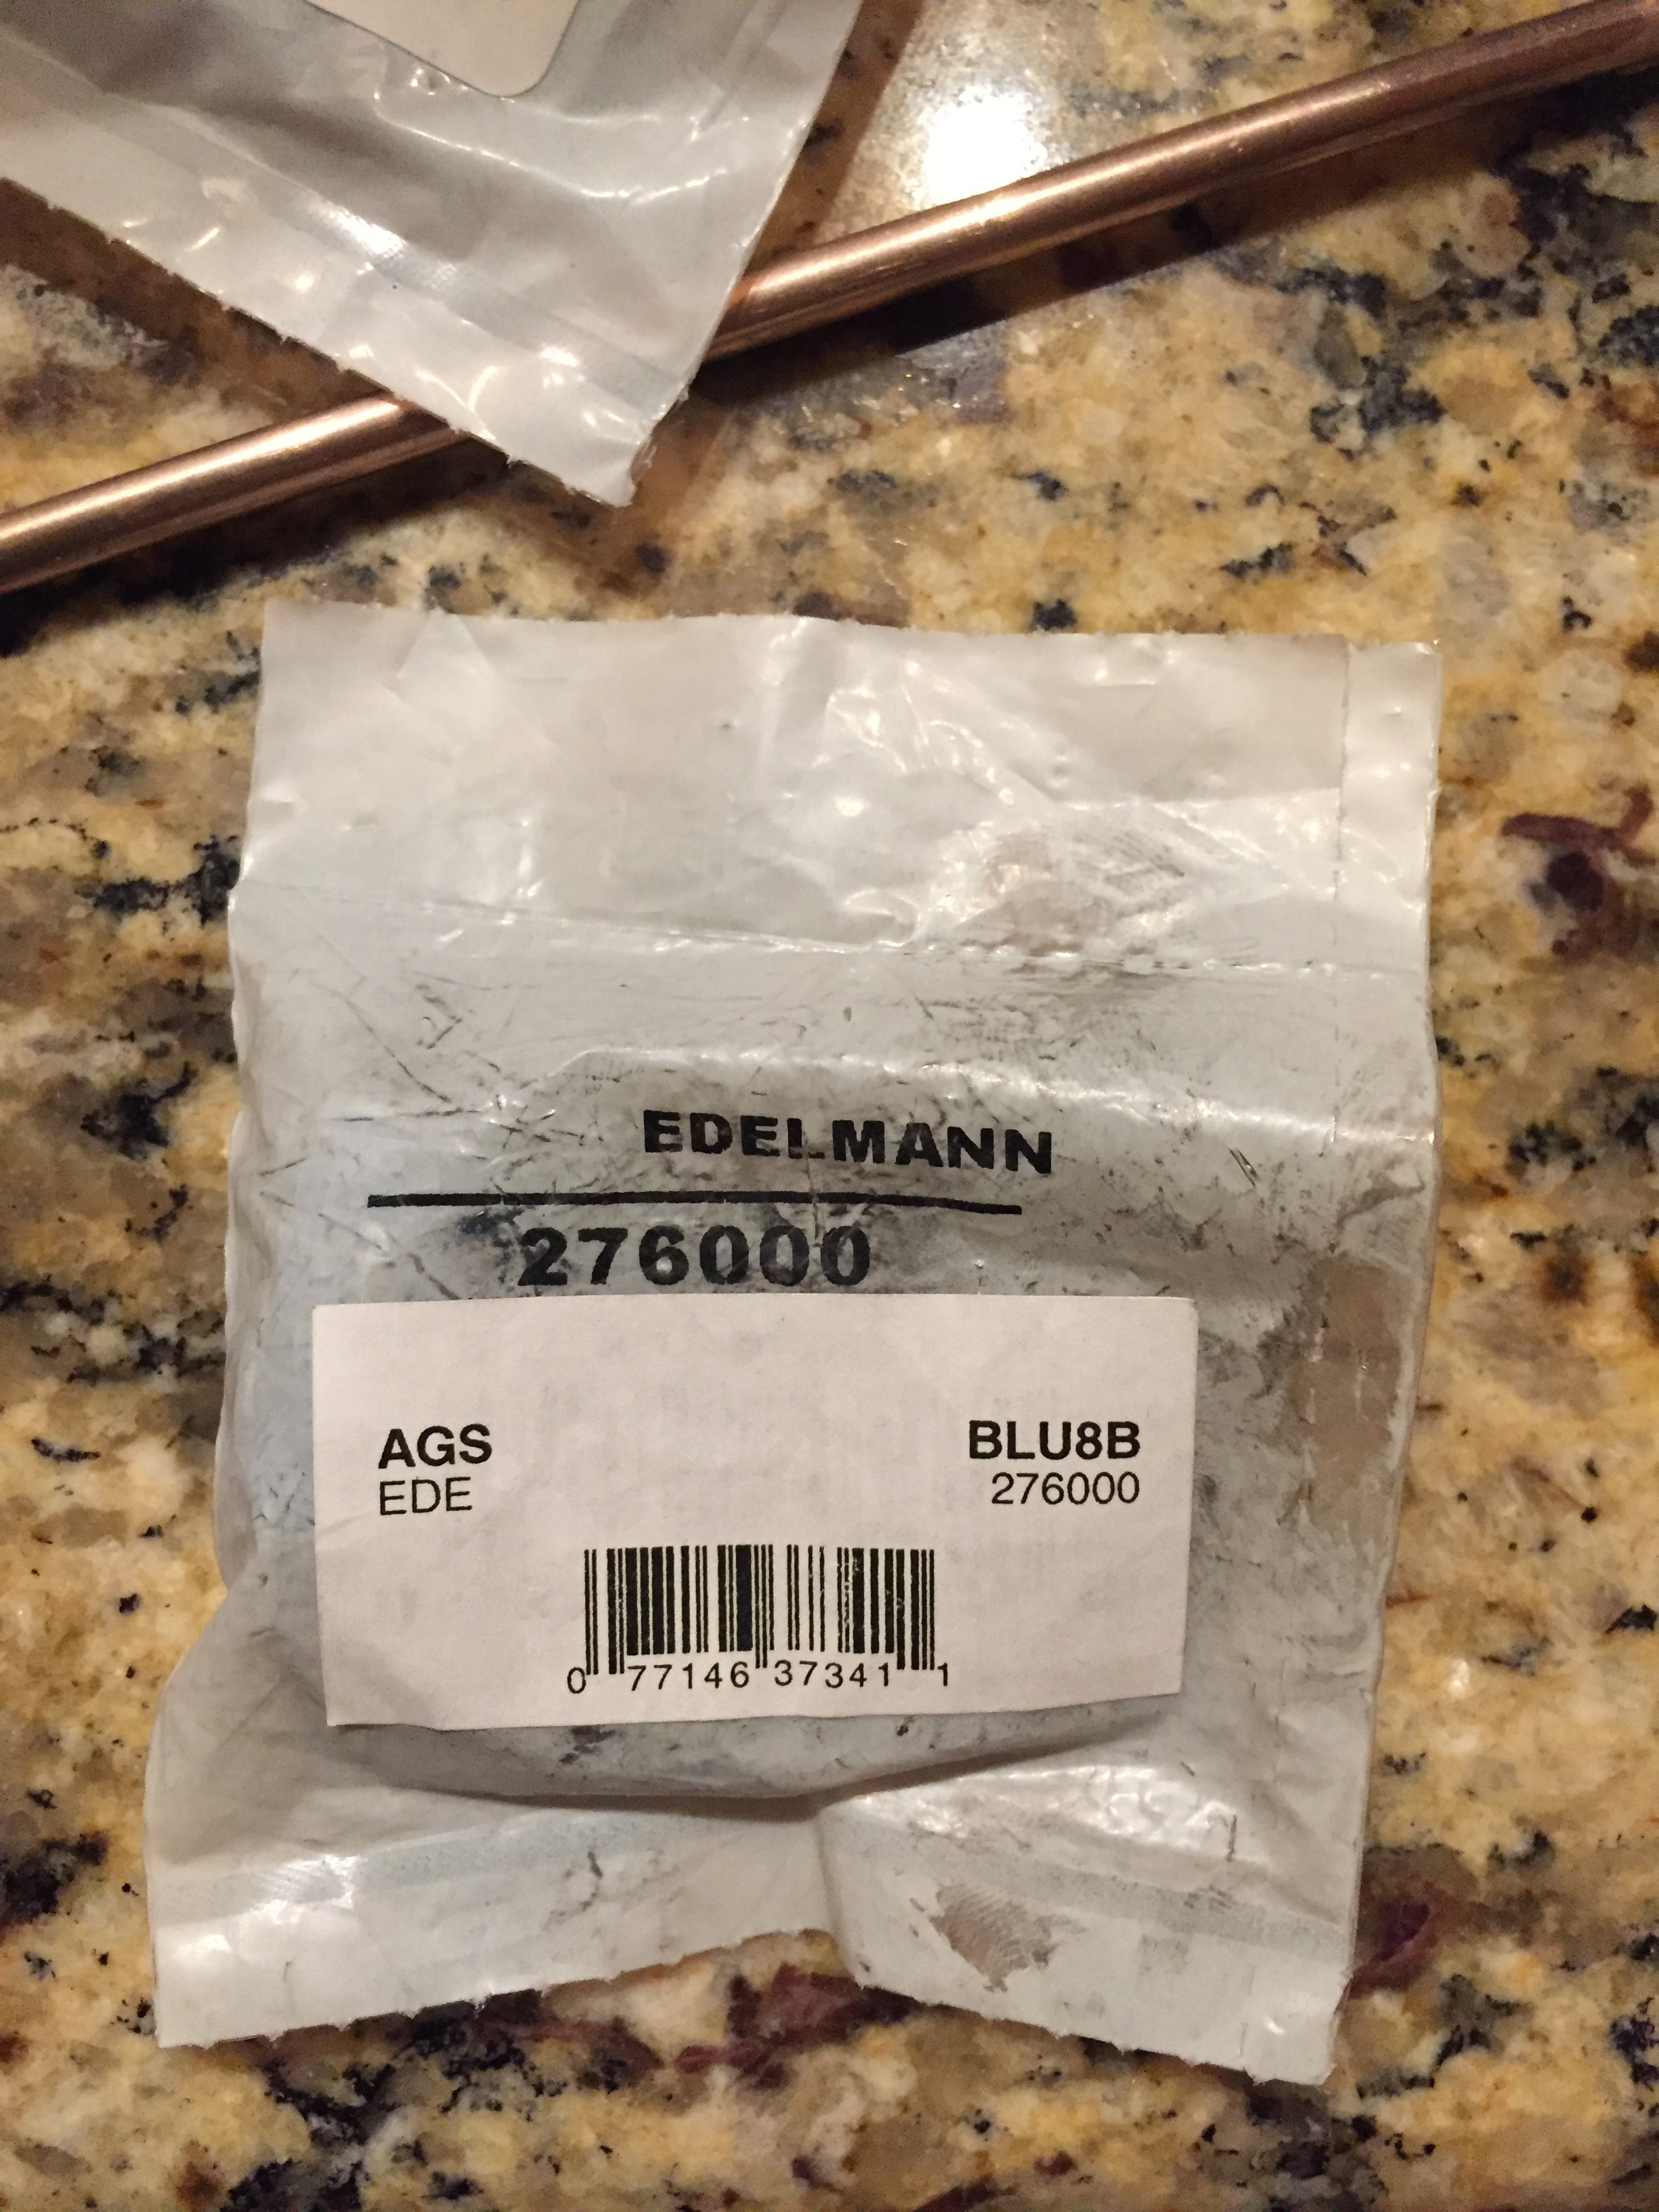 EDELMANN
276000
AGS BLU8B
EDE 276000
0 77146 37341 1